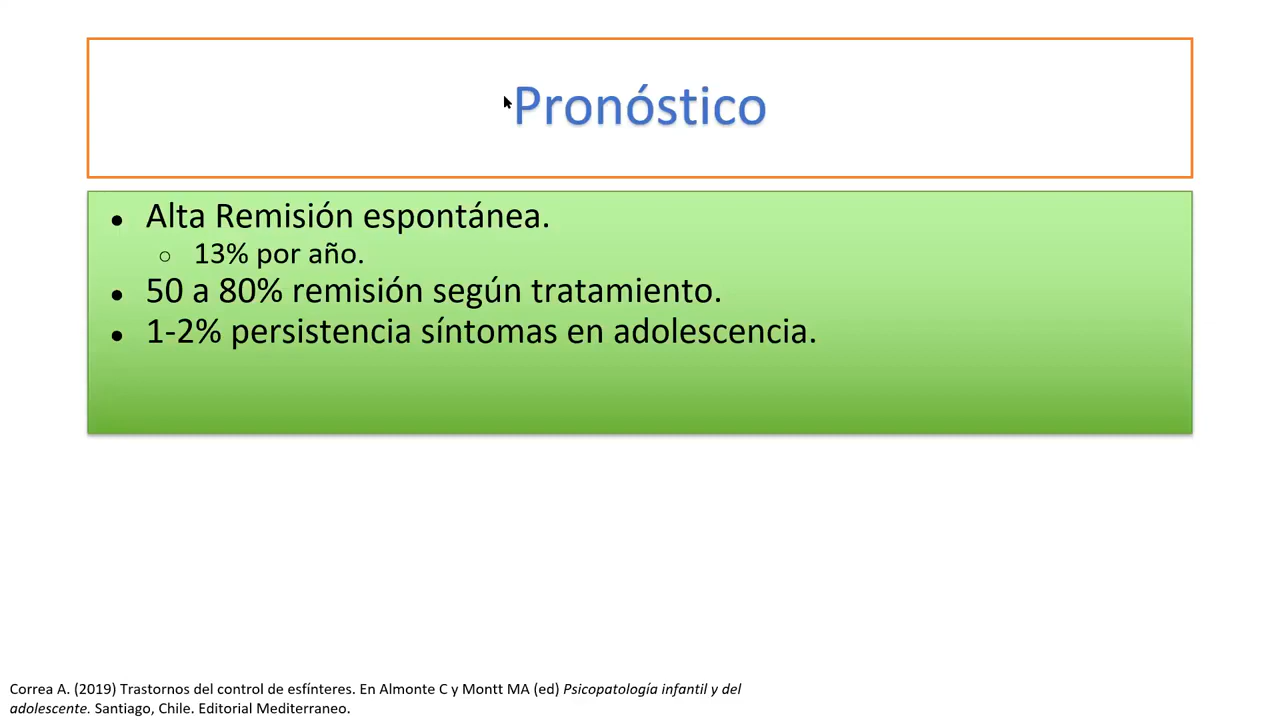 Pronóstico
● Alta Remisión espontánea.
○ 13% por año.
● 50 a 80% remisión según tratamiento.
● 1-2% persistencia síntomas en adolescencia.
Correa A. (2019) Trastornos del control de esfínteres. En Almonte C y Montt MA (ed) Psicopatología infantil y del
adolescente. Santiago, Chile. Editorial Mediterraneo.